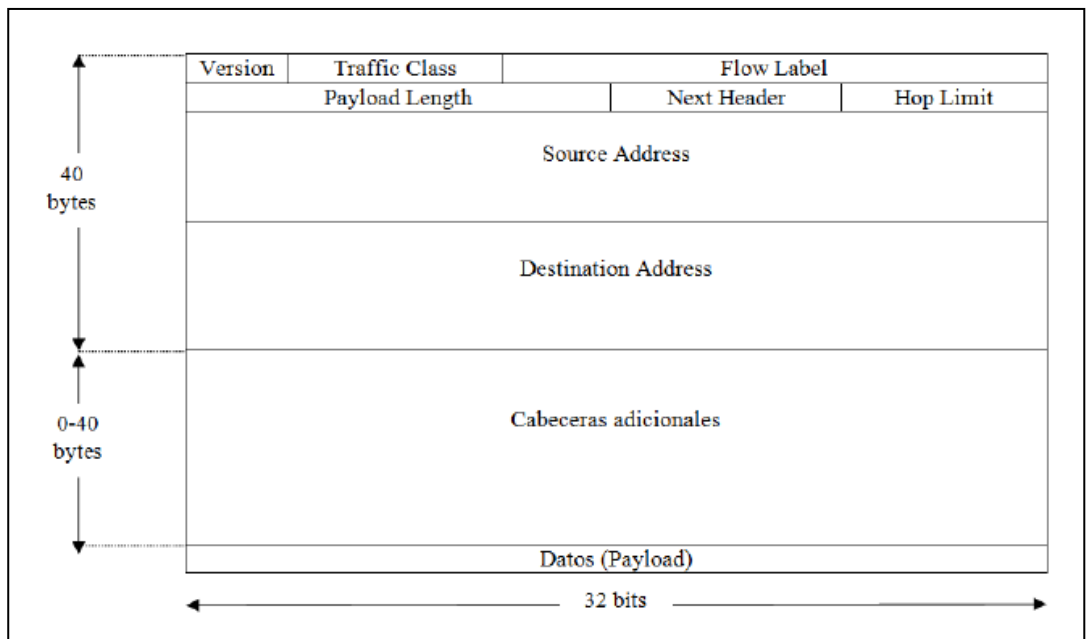 Version Traffic Class Flow Label
Payload Length Next Header Hop Limit
Source Address
40
bytes
Destination Address
Cabeceras adicionales
0-40
bytes
Datos (Payload)
32 bits